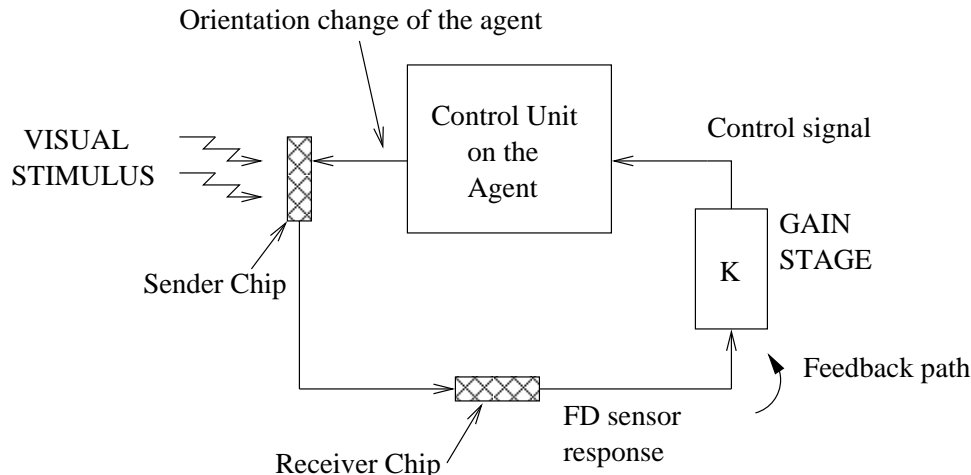 Orientation change of the agent
VISUAL
STIMULUS
Control Unit
on the
Agent
Control signal
GAIN
STAGE
K
Sender Chip
Feedback path
FD sensor
response
Receiver Chip